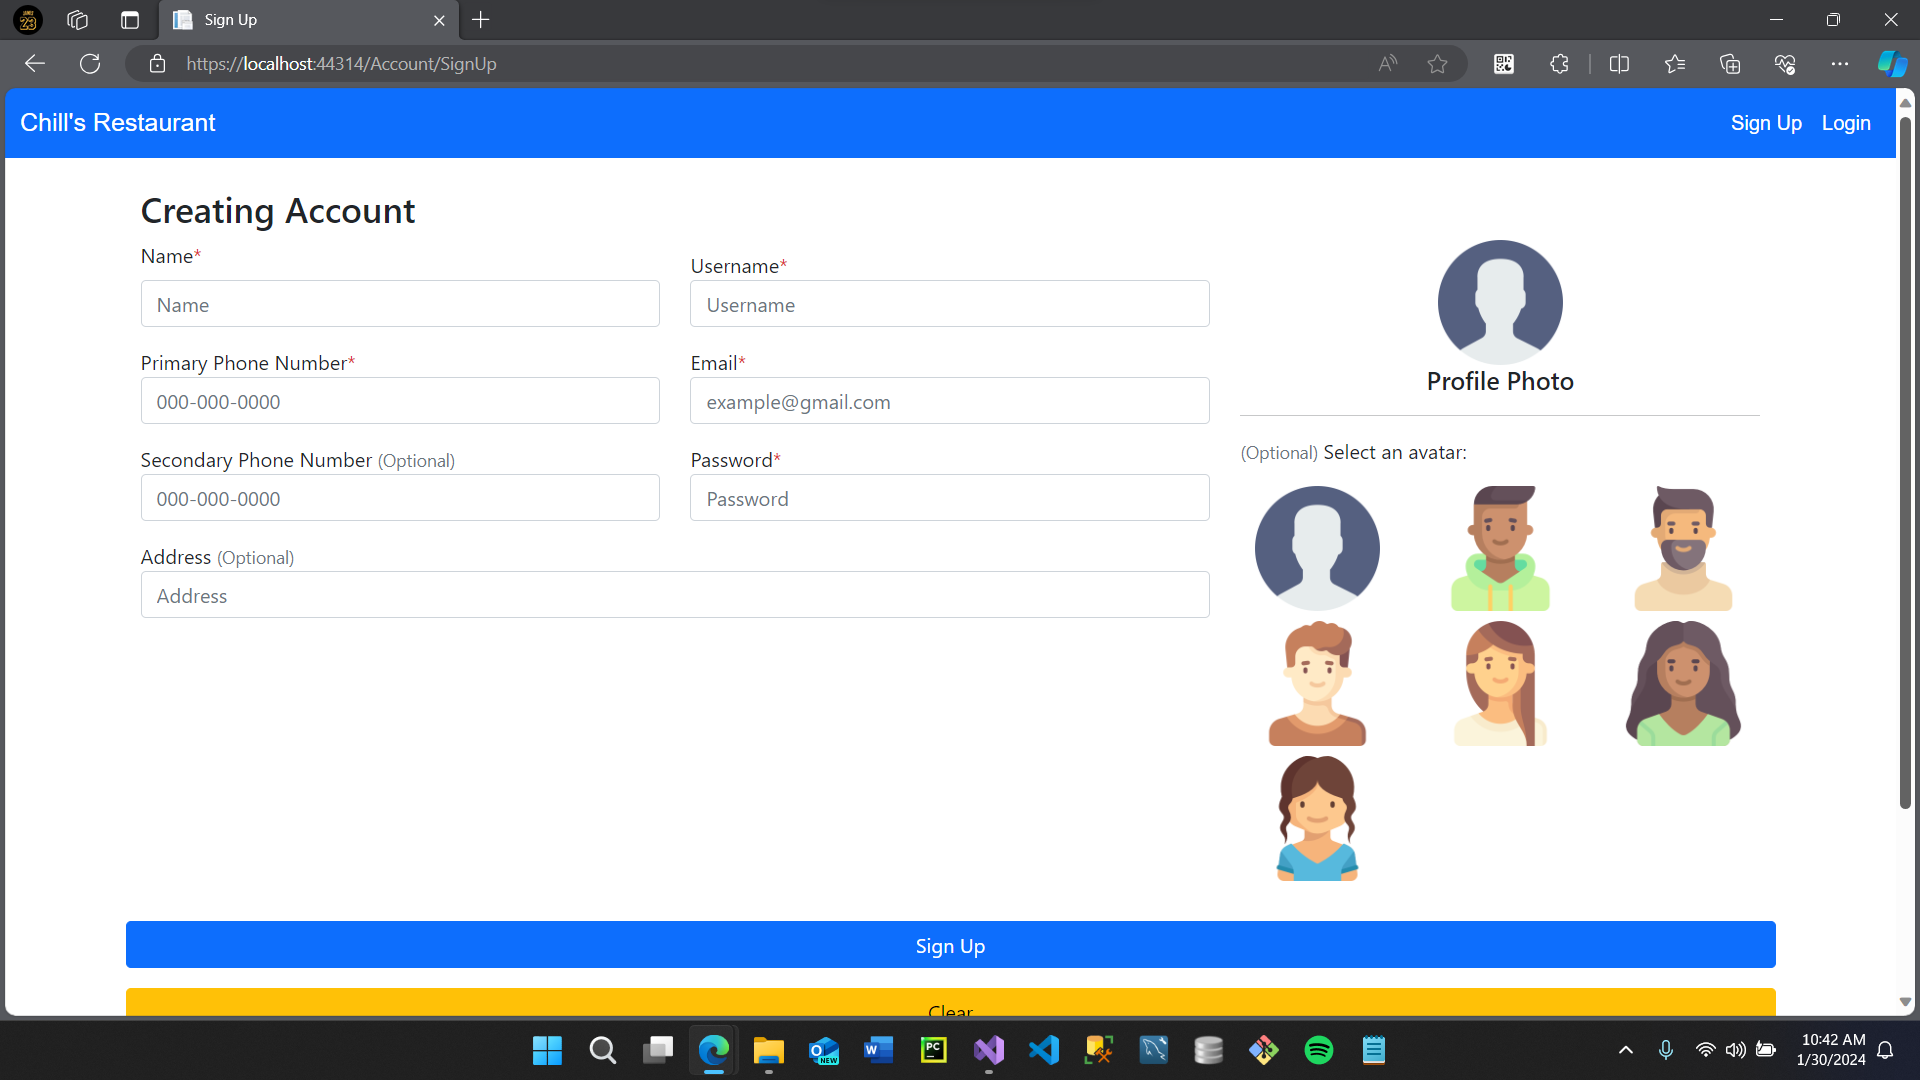 Sign Up
https://localhost:44314/Account/SignUp
Chill's Restaurant
Sign Up
Login
Creating Account
Name*
Name
Username*
Username
Primary Phone Number*
000-000-0000
Email*
example@gmail.com
Secondary Phone Number (Optional)
000-000-0000
Password*
Password
Address (Optional)
Address
Profile Photo
(Optional) Select an avatar:
Sign Up
Clear
NEW
PC
10:42 AM
1/30/2024